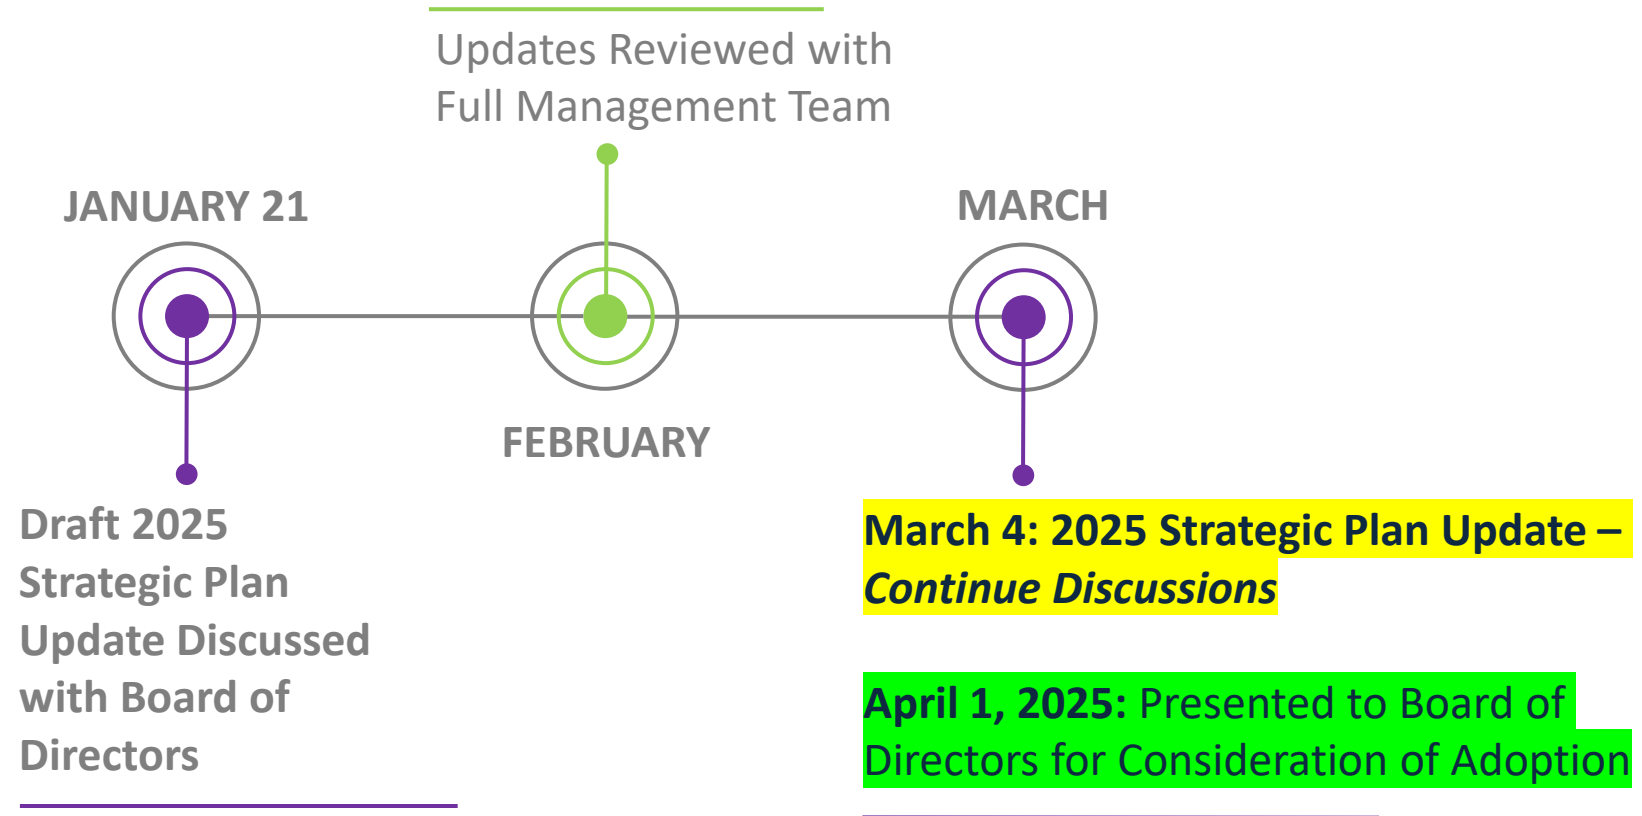 Updates Reviewed with
Full Management Team
JANUARY 21
MARCH
FEBRUARY
Draft 2025
Strategic Plan
Update Discussed
with Board of
Directors
March 4: 2025 Strategic Plan Update –
Continue Discussions
April 1, 2025: Presented to Board of
Directors for Consideration of Adoption